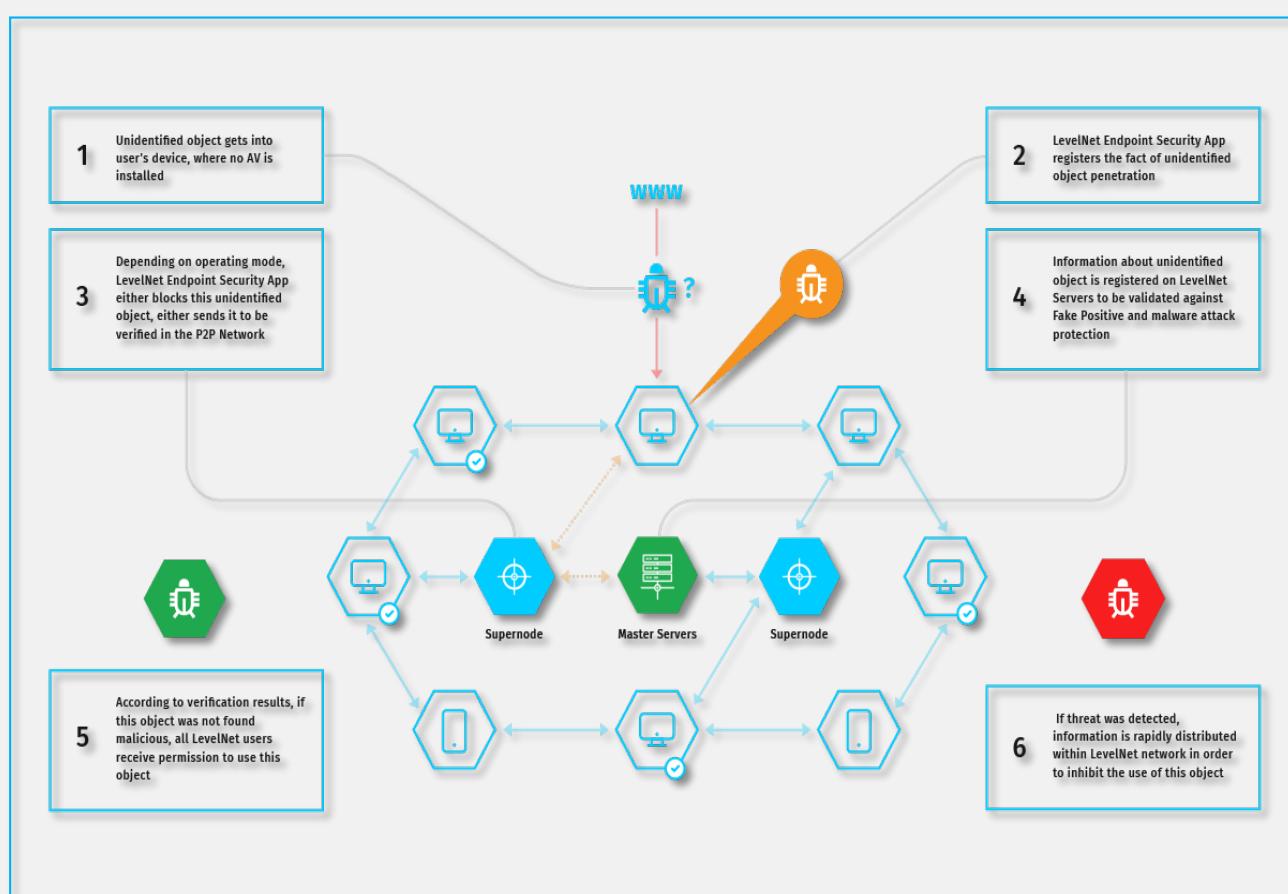 1
Unidentified object gets into
user's device, where no AV is
installed
2
LevelNet Endpoint Security App
registers the fact of unidentified
object penetration
WWW
?
3
Depending on operating mode,
LevelNet Endpoint Security App
either blocks this unidentified
object, either sends it to be
verified in the P2P Network
4
Information about unidentified
object is registered on LevelNet
Servers to be validated against
Fake Positive and malware attack
protection
Supernode
Master Servers
Supernode
5
According to verification results, if
this object was not found
malicious, all LevelNet users
receive permission to use this
object
6
If threat was detected,
information is rapidly distributed
within LevelNet network in order
to inhibit the use of this object